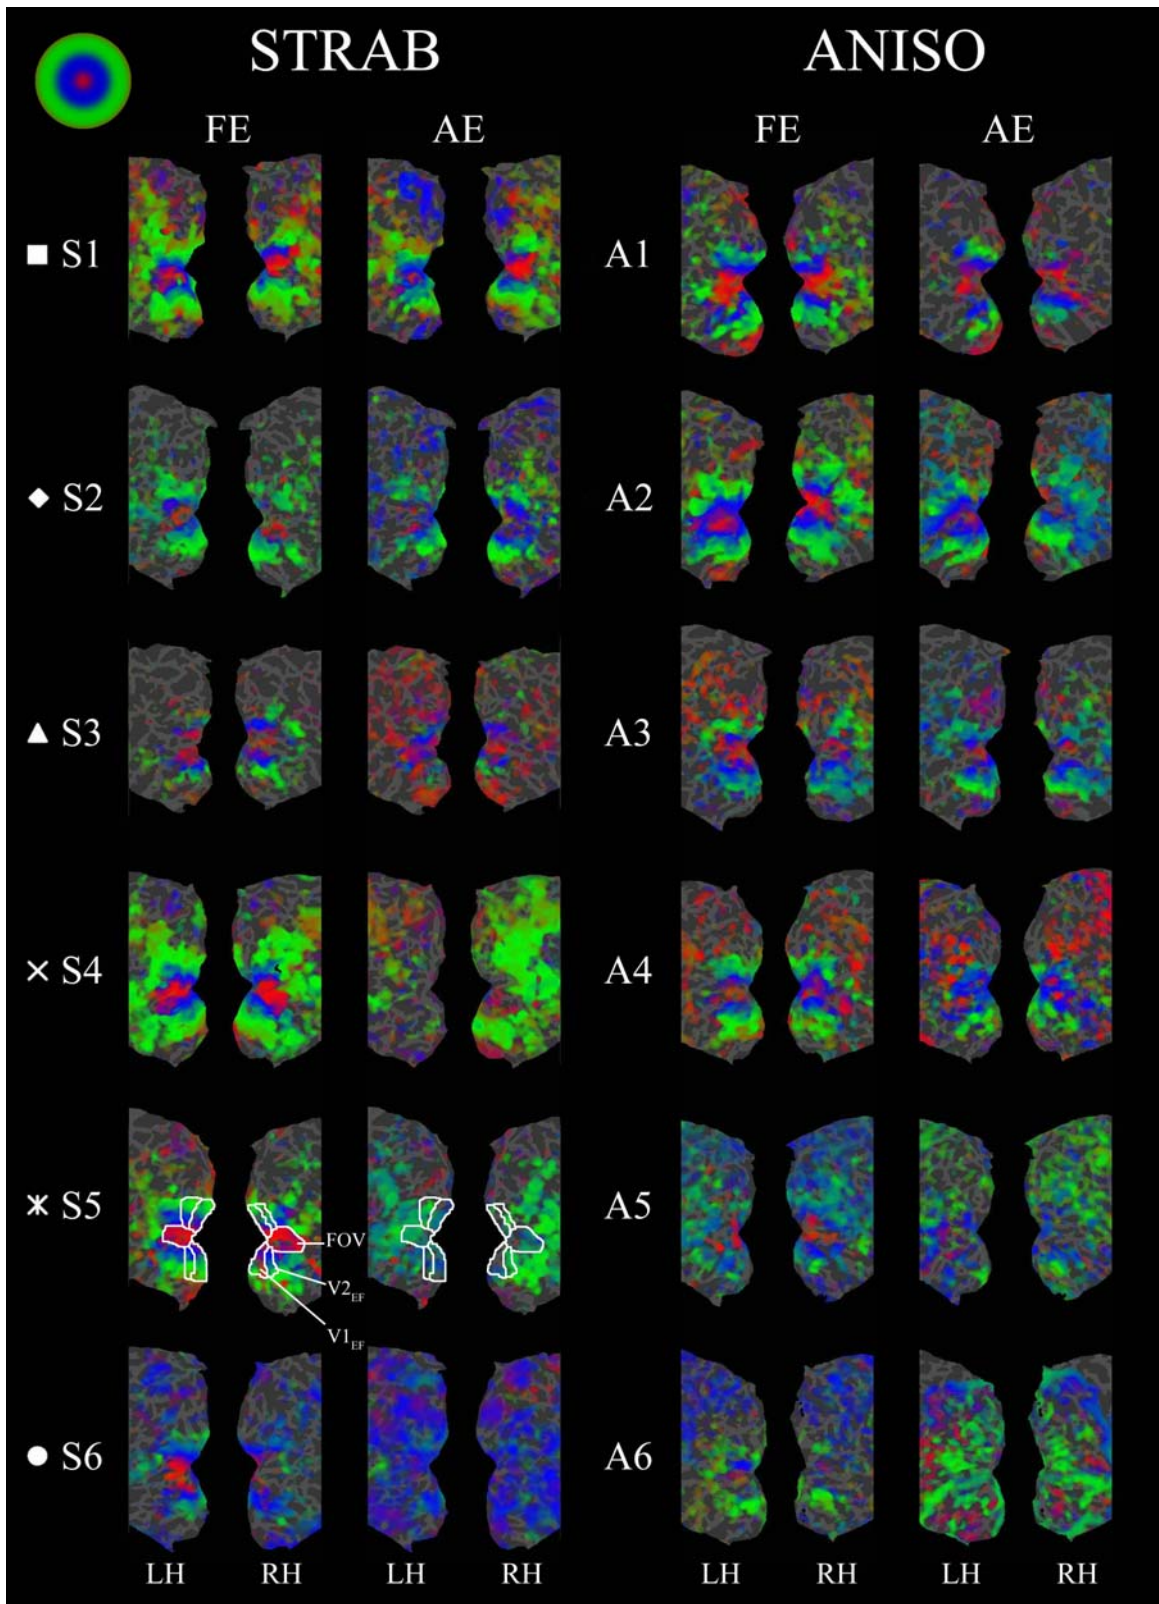 STRAB ANISO
FE AE FE AE
S1 A1
S2 A2
S3 A3
S4 A4
S5 A5
FOV
V2EF
V1EF
S6 A6
LH RH LH RH LH RH LH RH